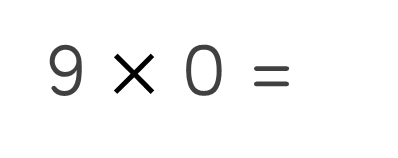 9 × 0 =